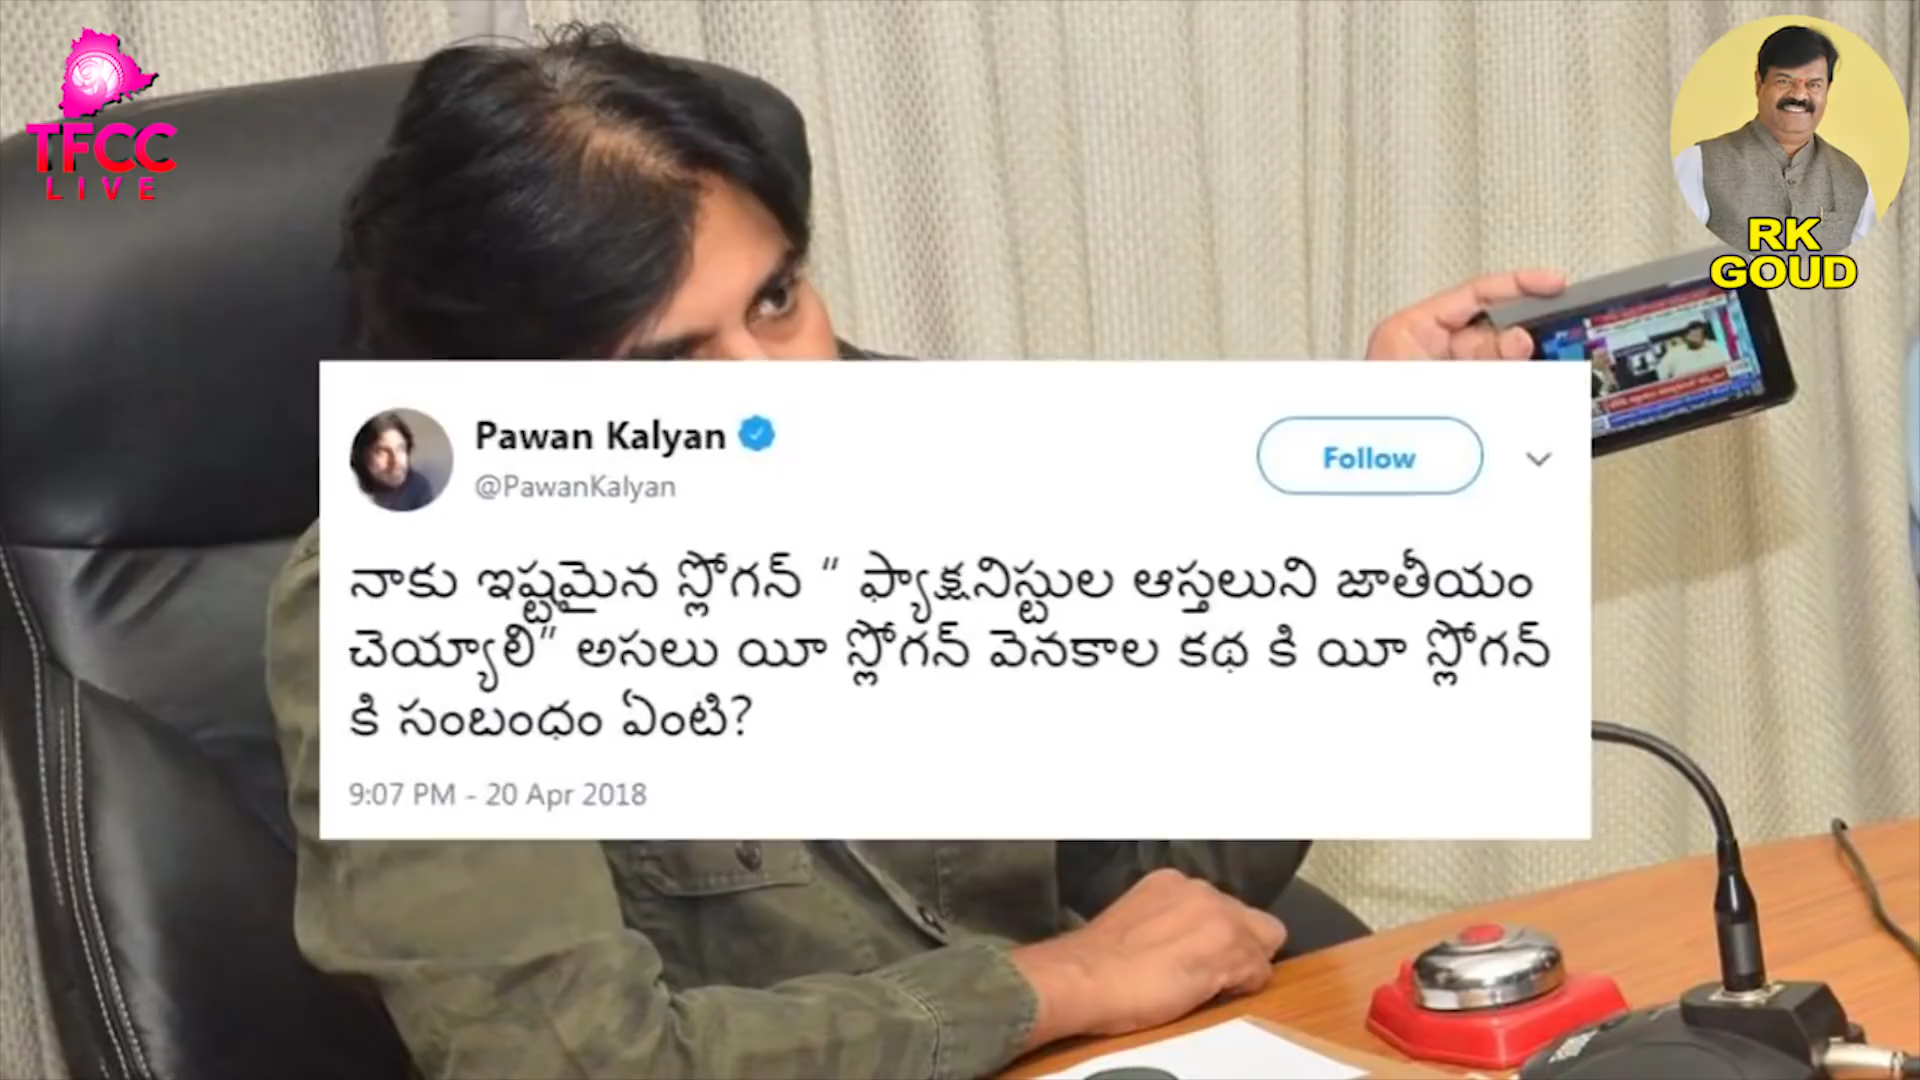 TFCC
LIVE
RK
GOUD
Pawan Kalyan
@PawanKalyan
Follow
నాకు ఇష్టమైన స్లోగన్ “ ఫ్యాక్షనిస్టుల ఆస్తలుని జాతీయం
చెయ్యాలి” అసలు యీ స్లోగన్ వెనకాల కథ కి యీ స్లోగన్
కి సంబంధం ఏంటి?
9:07 PM - 20 Apr 2018